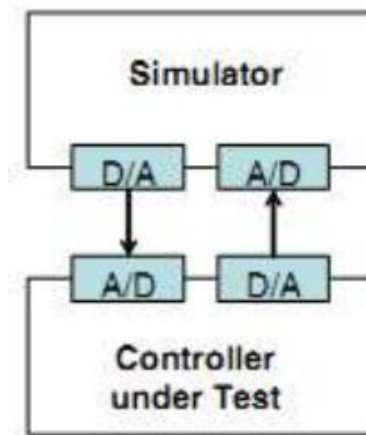 Simulator
D/A A/D
A/D D/A
Controller
under Test